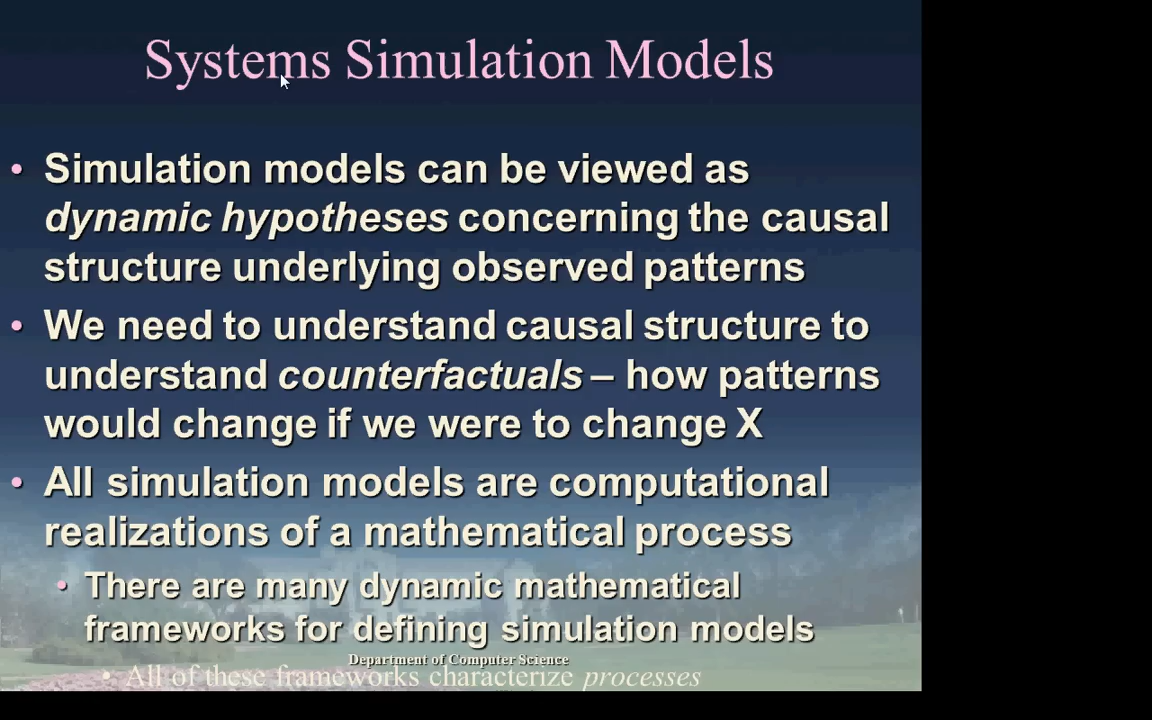 Systems Simulation Models
• Simulation models can be viewed as
dynamic hypotheses concerning the causal
structure underlying observed patterns
• We need to understand causal structure to
understand counterfactuals – how patterns
would change if we were to change X
• All simulation models are computational
realizations of a mathematical process
• There are many dynamic mathematical
frameworks for defining simulation models
Department of Computer Science
• All of these frameworks characterize processes